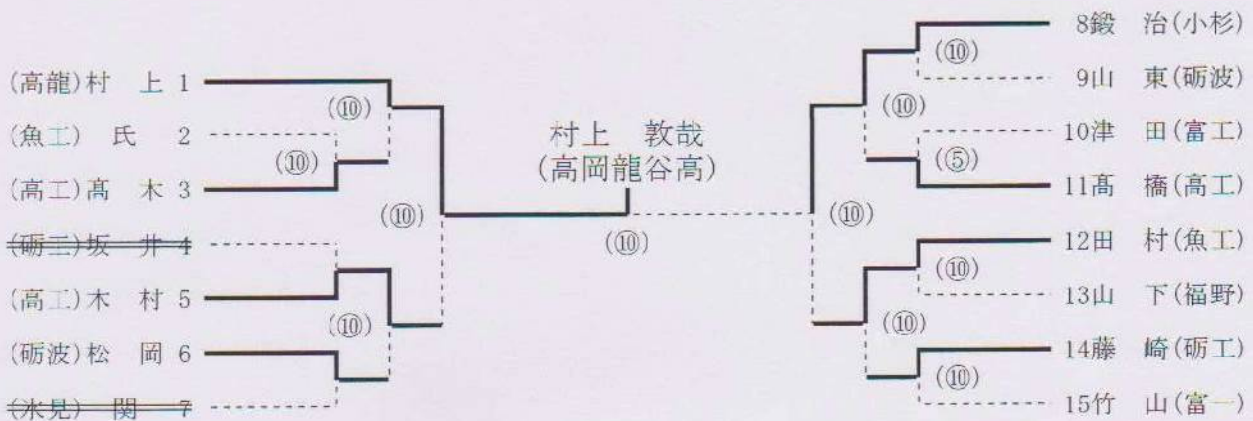 (高龍)村 上 1
(魚工) 氏 2
(高工)髙 木 3
(砺工)坂 井 4
(高工)木 村 5
(砺波)松 岡 6
(氷見) 関 7
(⑩)
(⑩)
(⑩)
(⑩)
村上 敦哉
(高岡龍谷高)
(⑩)
8鍛 治(小杉)
9山 東(砺波)
10津 田(富工)
11髙 橋(高工)
12田 村(魚工)
13山 下(福野)
14藤 崎(砺工)
15竹 山(富一)
(⑩)
(⑤)
(⑩)
(⑩)
(⑩)
(⑩)